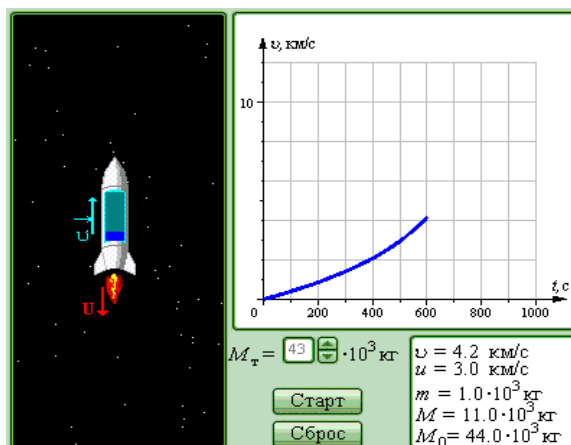 υ, км/с
10
0
200 400 600 800 1000
t, с
υ
U
Mт = 43 ·10³ кг
Старт
Сброс
υ = 4.2 км/с
u = 3.0 км/с
m = 1.0·10³ кг
M = 11.0·10³ кг
M₀ = 44.0·10³ кг